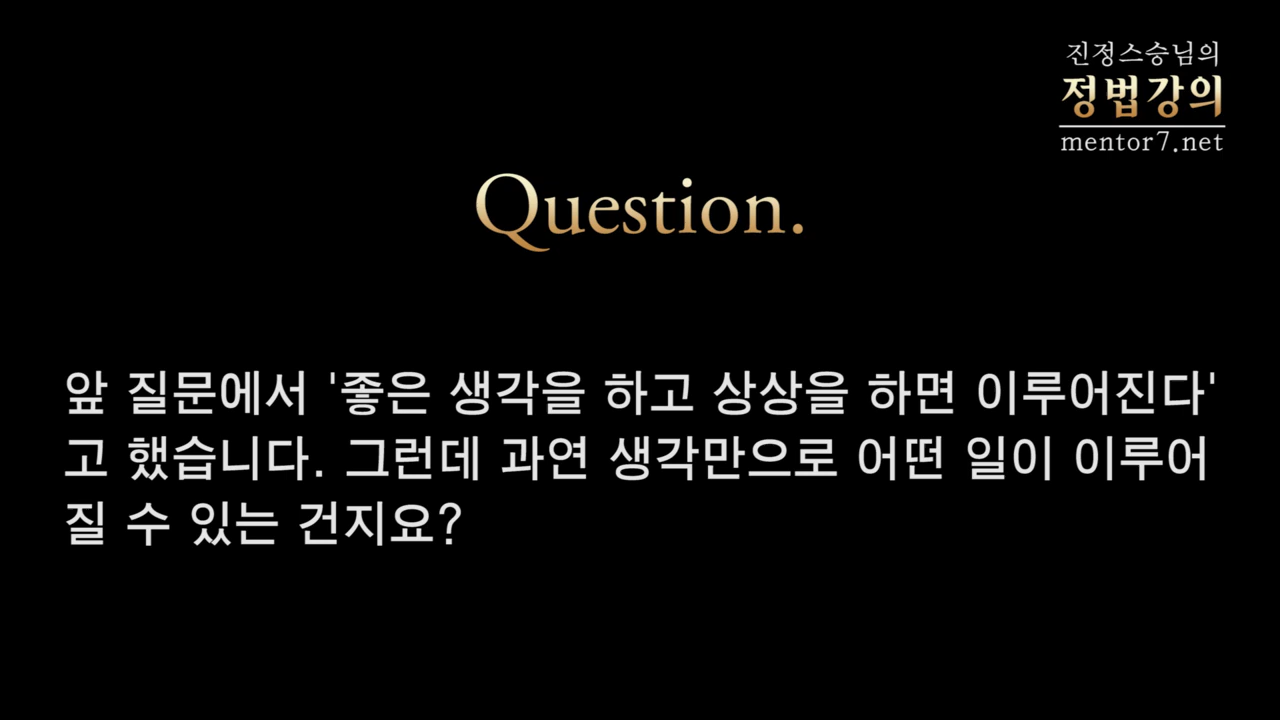 진정스승님의
정법강의
mentor7.net
Question.
앞 질문에서 '좋은 생각을 하고 상상을 하면 이루어진다'
고 했습니다. 그런데 과연 생각만으로 어떤 일이 이루어
질 수 있는 건지요?